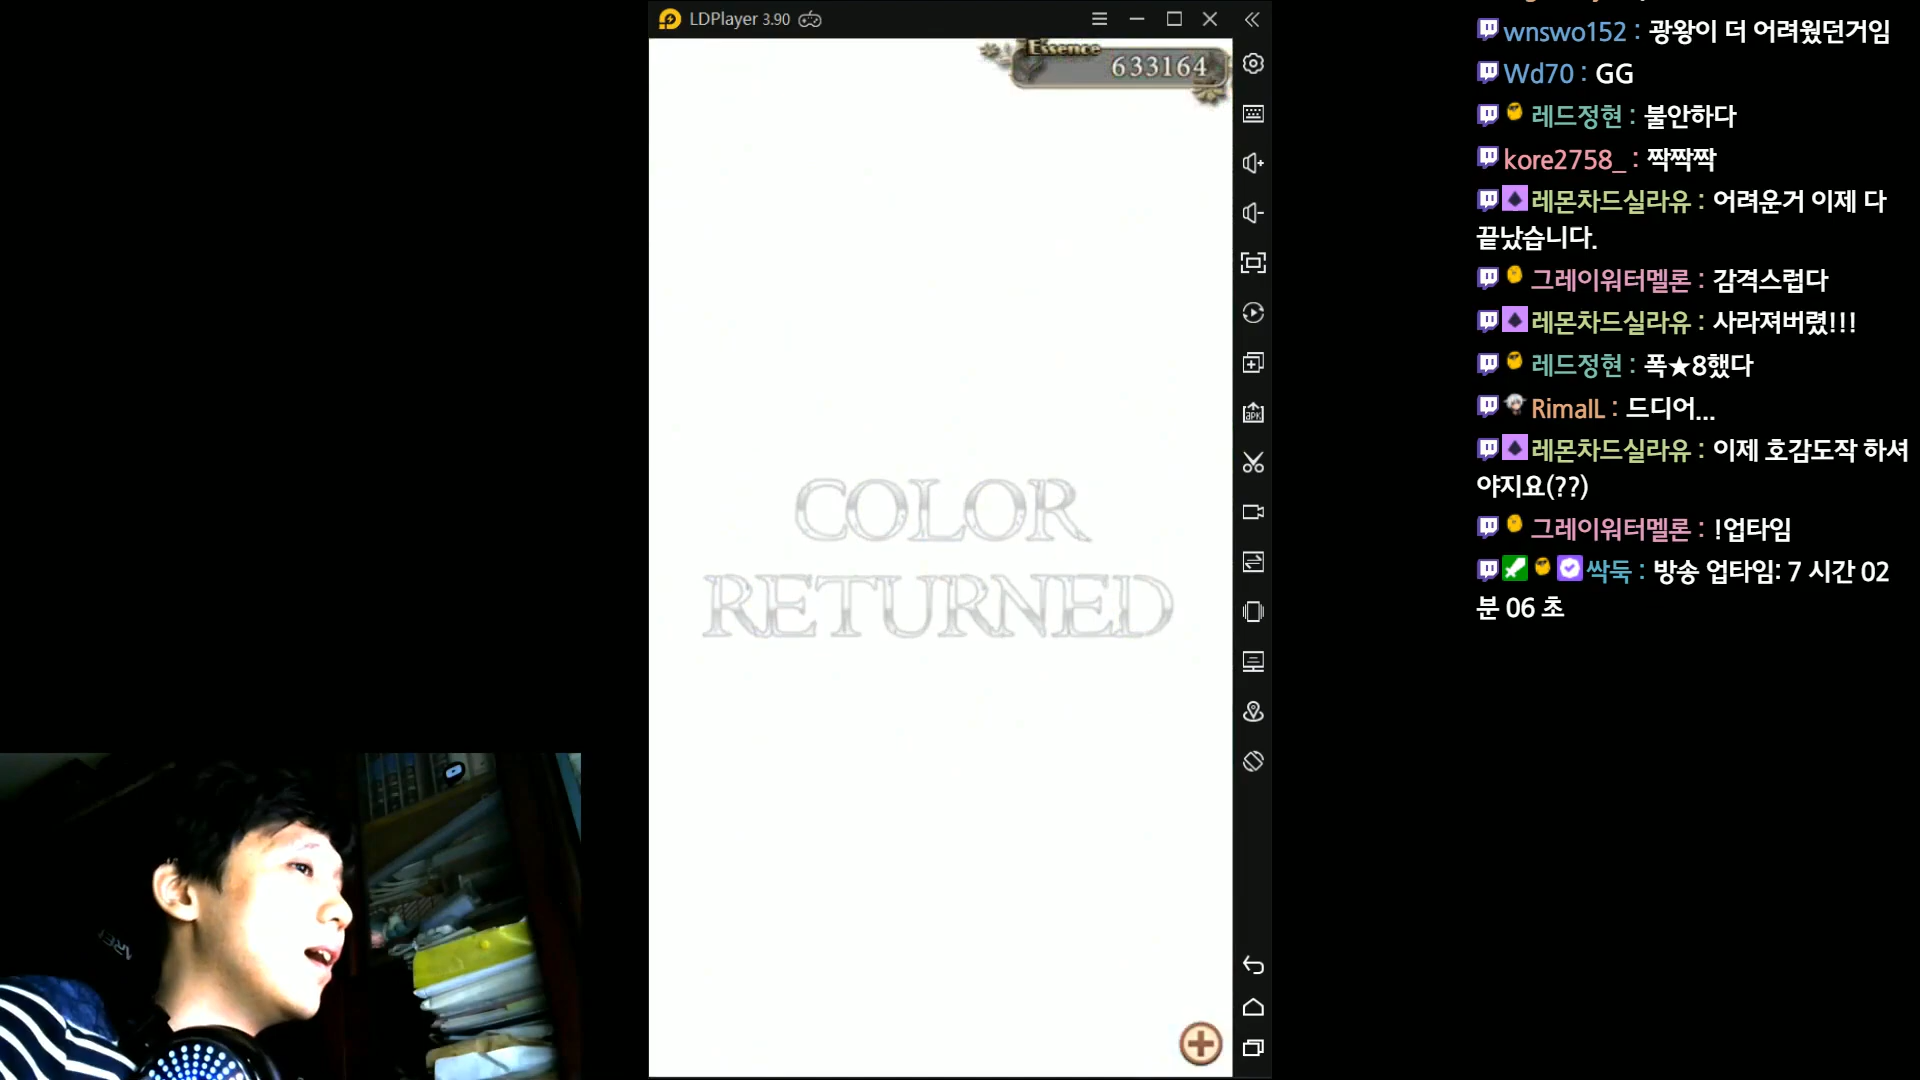 LDPlayer 3.90
Essence
633164
COLOR
RETURNED
APK
wnswo152 : 광왕이 더 어려웠던거임
Wd70 : GG
레드정현 : 불안하다
kore2758_ : 짝짝짝
레몬차드실라유 : 어려운거 이제 다
끝났습니다.
그레이워터멜론 : 감격스럽다
레몬차드실라유 : 사라져버렸!!!
레드정현 : 폭★8했다
RimaIL : 드디어...
레몬차드실라유 : 이제 호감도작 하셔
야지요(??)
그레이워터멜론 : !업타임
싹둑 : 방송 업타임: 7 시간 02
분 06 초